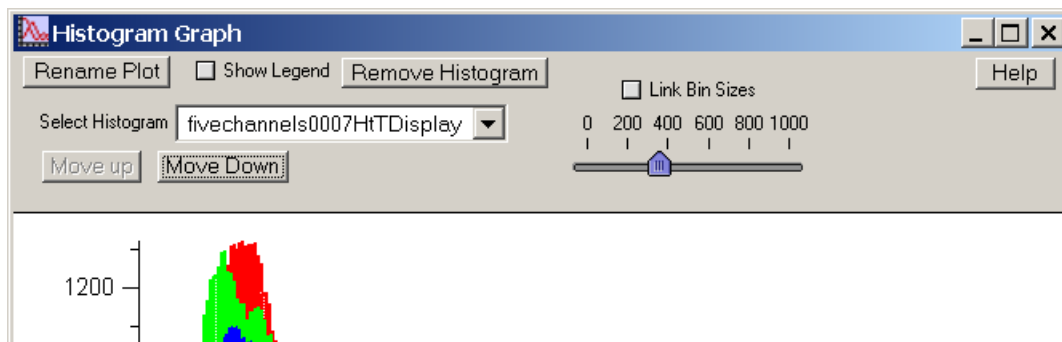 Histogram Graph
Rename Plot Show Legend Remove Histogram Help
Link Bin Sizes
Select Histogram fivechannels0007HtTDisplay 0 200 400 600 800 1000
Move up Move Down
1200